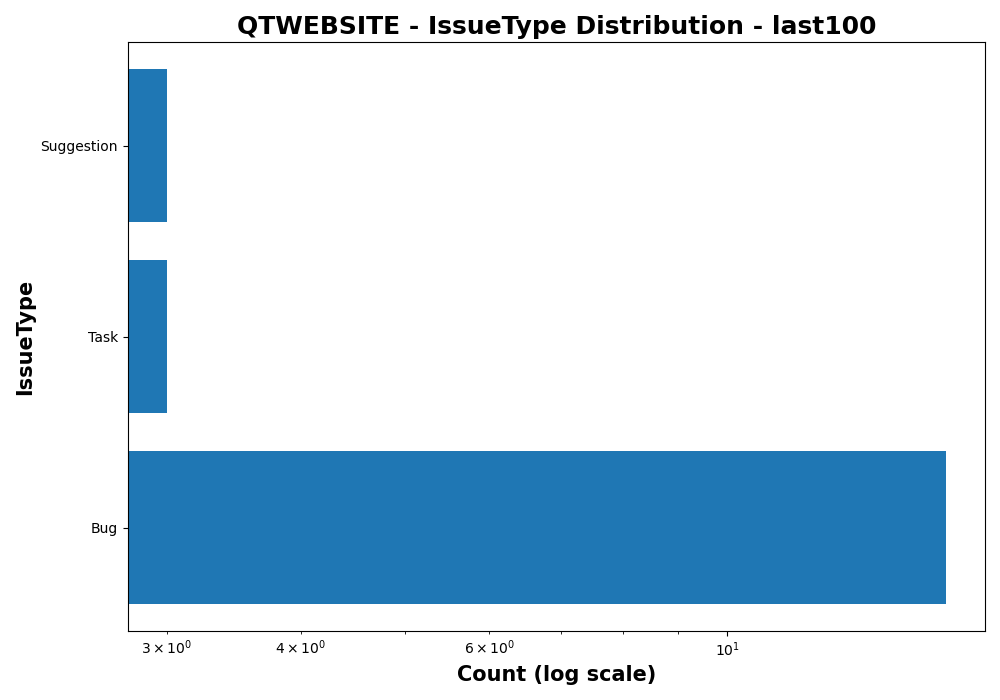 QTWEBSITE - IssueType Distribution - last100
IssueType
Suggestion
Task
Bug
3 × 10⁰
4 × 10⁰
6 × 10⁰
10¹
Count (log scale)